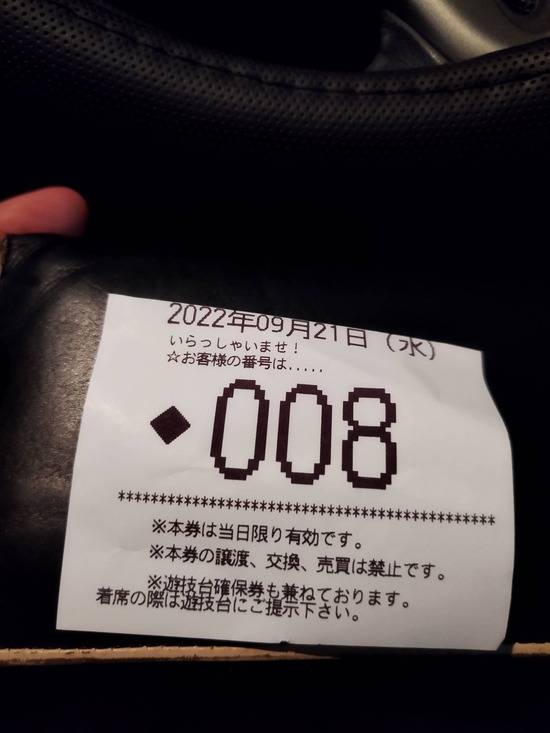 2022年09月21日 (水)
いらっしゃいませ！
☆お客様の番号は.....
◆008
*********************************************
※本券は当日限り有効です。
※本券の譲渡、交換、売買は禁止です。
※遊技台確保券も兼ねております。
着席の際は遊技台にご提示下さい。